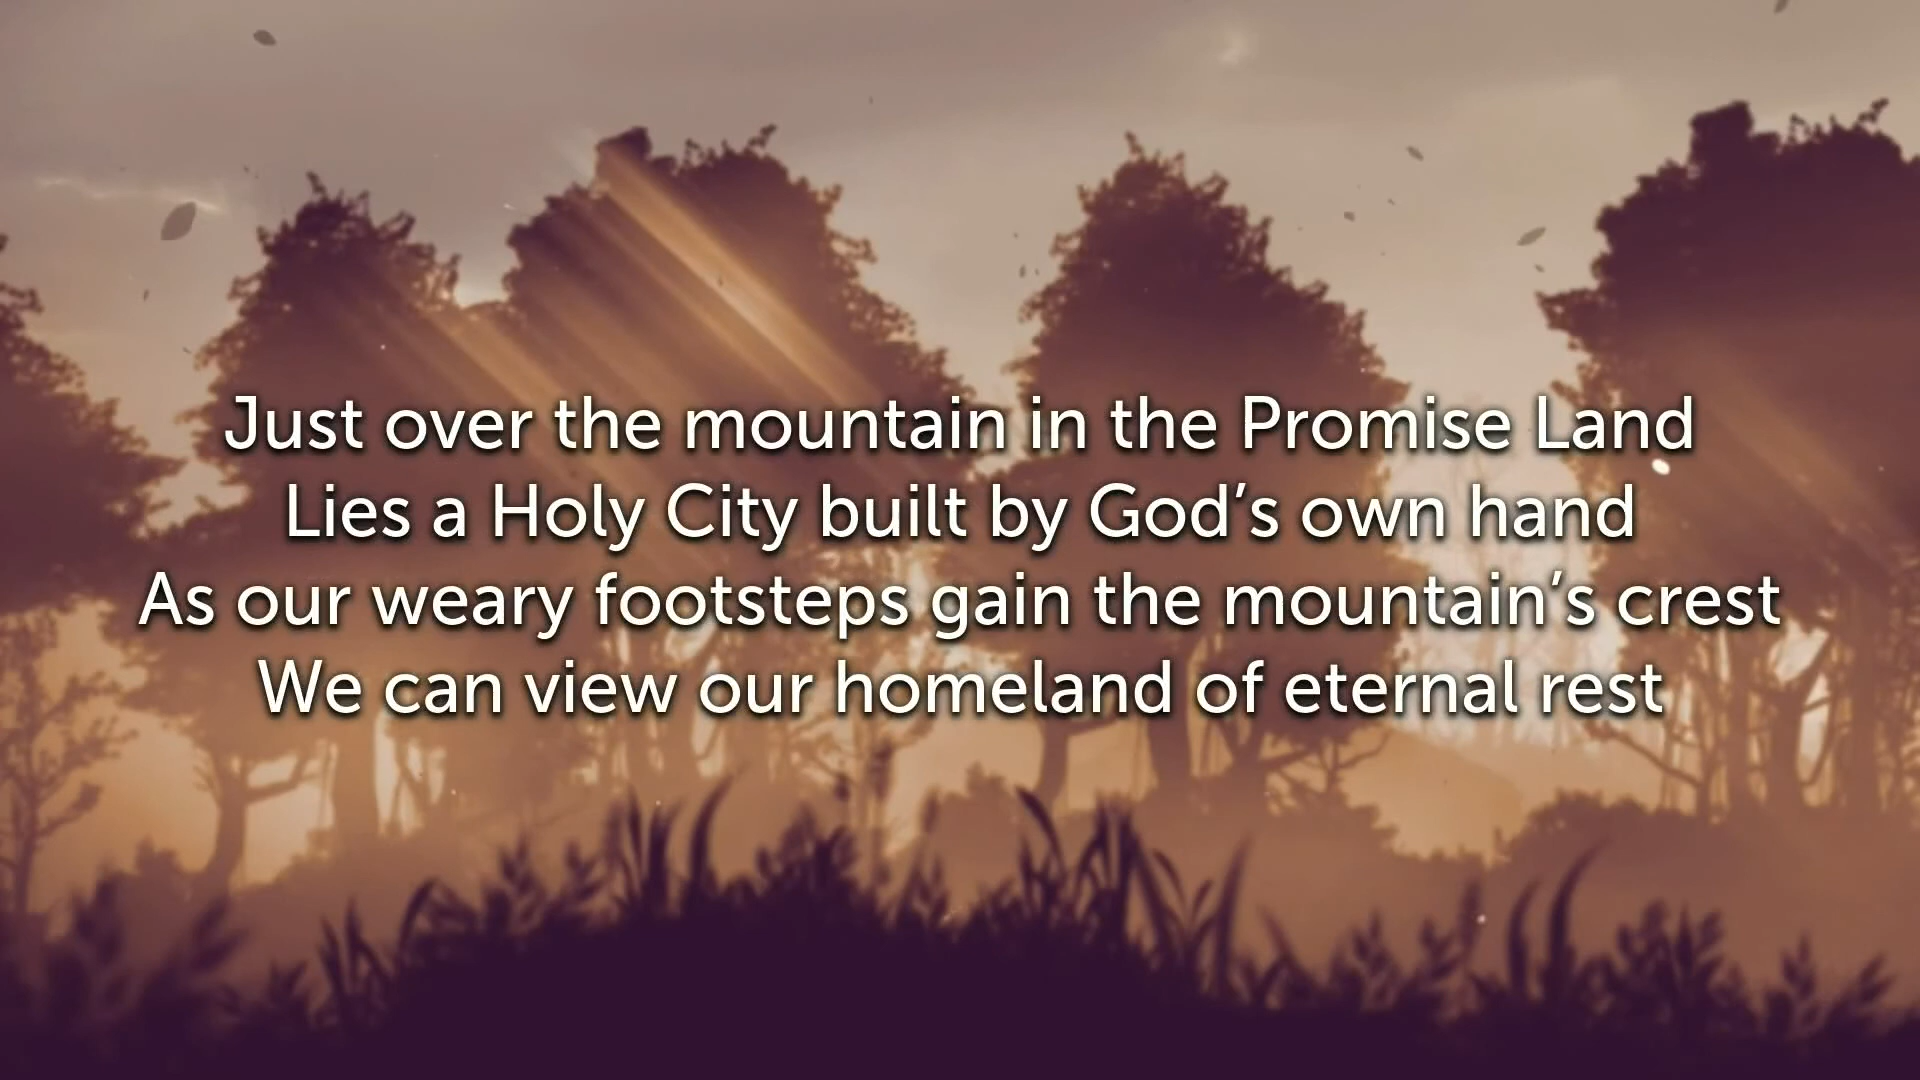 Just over the mountain in the Promise Land
Lies a Holy City built by God’s own hand
As our weary footsteps gain the mountain’s crest
We can view our homeland of eternal rest